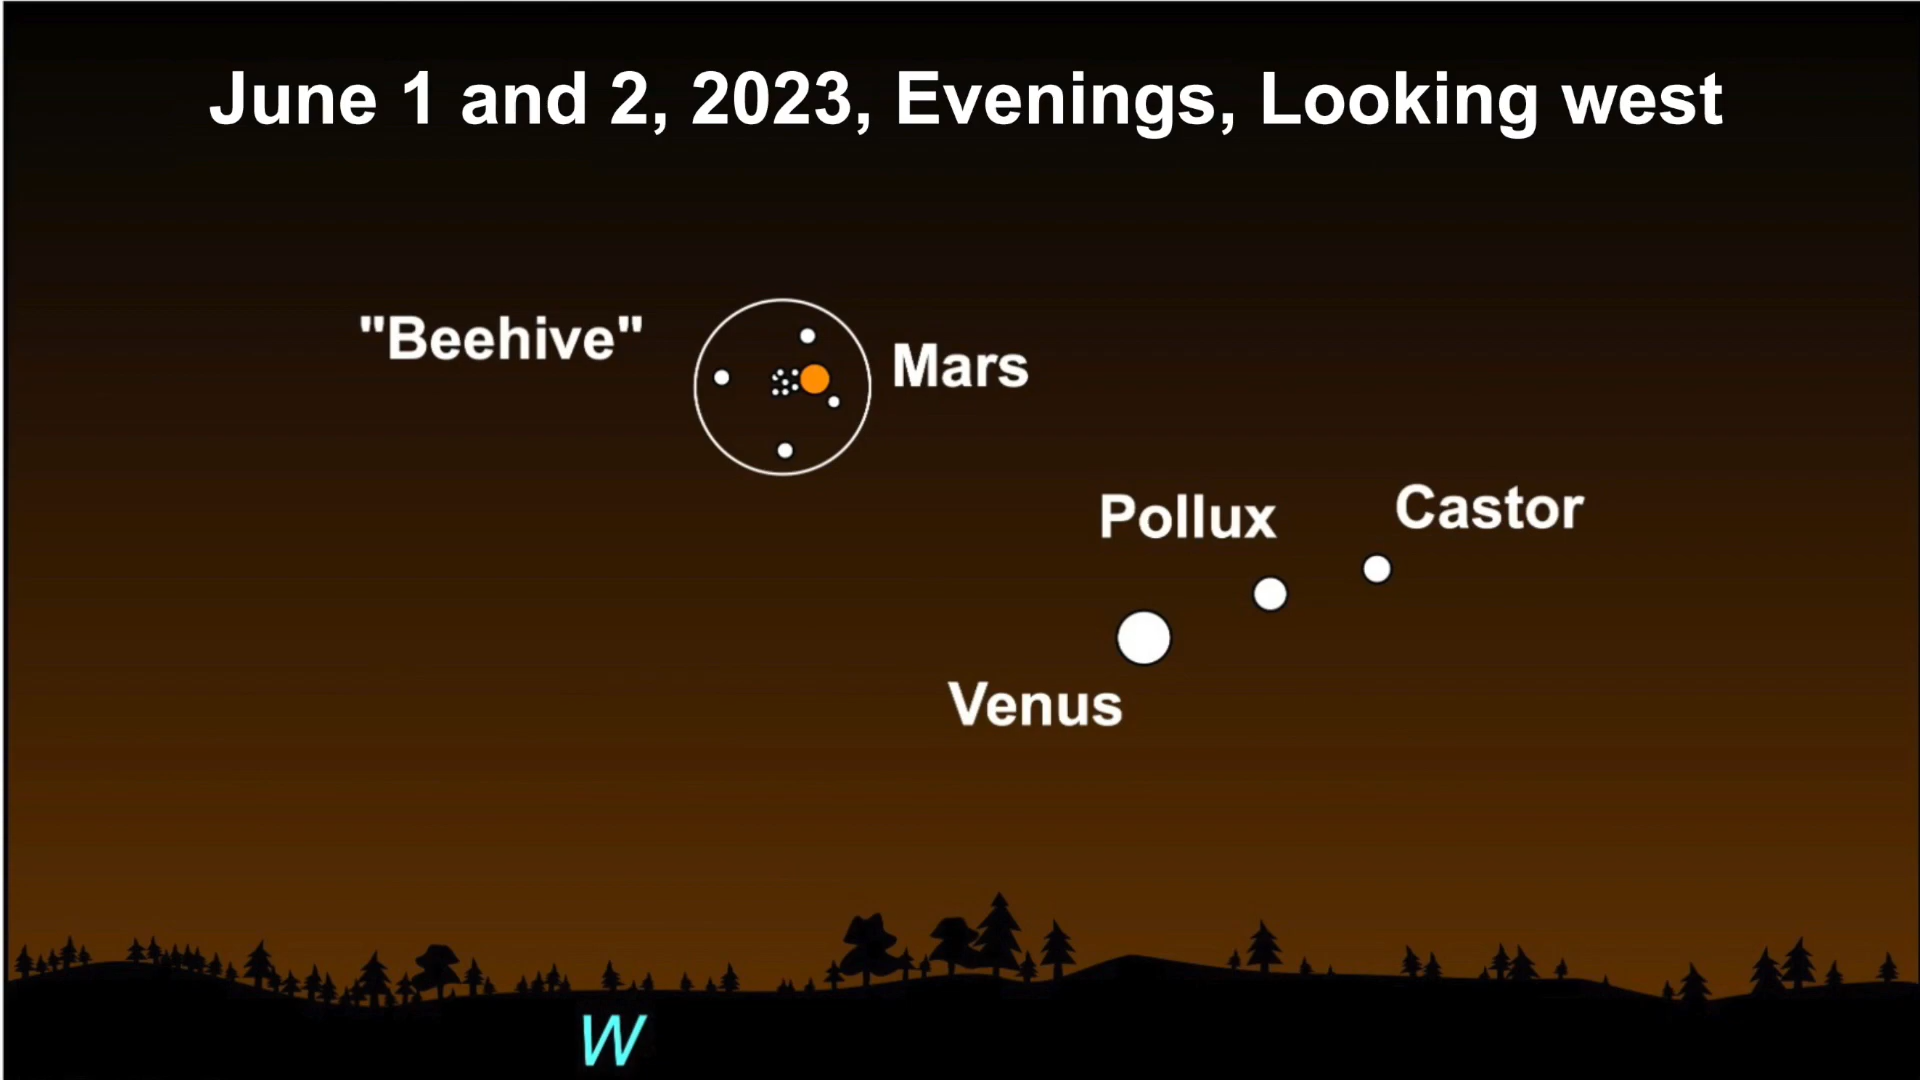 June 1 and 2, 2023, Evenings, Looking west
"Beehive"
Mars
Pollux
Castor
Venus
W